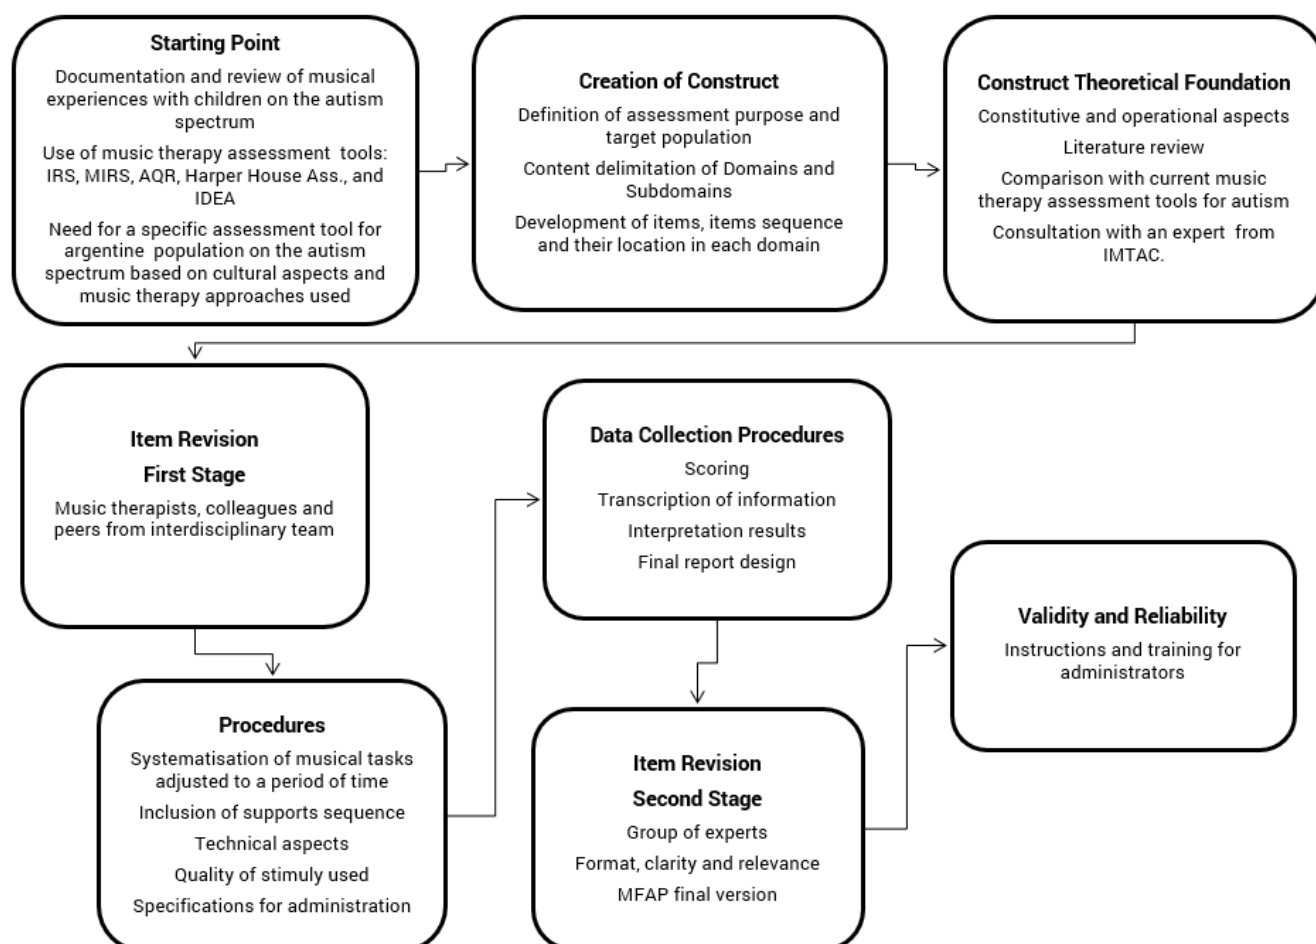 Starting Point
Documentation and review of musical
experiences with children on the autism
spectrum
Use of music therapy assessment tools:
IRS, MIRS, AQR, Harper House Ass., and
IDEA
Need for a specific assessment tool for
argentine population on the autism
spectrum based on cultural aspects and
music therapy approaches used
Creation of Construct
Definition of assessment purpose and
target population
Content delimitation of Domains and
Subdomains
Development of items, items sequence
and their location in each domain
Construct Theoretical Foundation
Constitutive and operational aspects
Literature review
Comparison with current music
therapy assessment tools for autism
Consultation with an expert from
IMTAC.
Item Revision
First Stage
Music therapists, colleagues and
peers from interdisciplinary team
Procedures
Systematisation of musical tasks
adjusted to a period of time
Inclusion of supports sequence
Technical aspects
Quality of stimuly used
Specifications for administration
Data Collection Procedures
Scoring
Transcription of information
Interpretation results
Final report design
Item Revision
Second Stage
Group of experts
Format, clarity and relevance
MFAP final version
Validity and Reliability
Instructions and training for
administrators